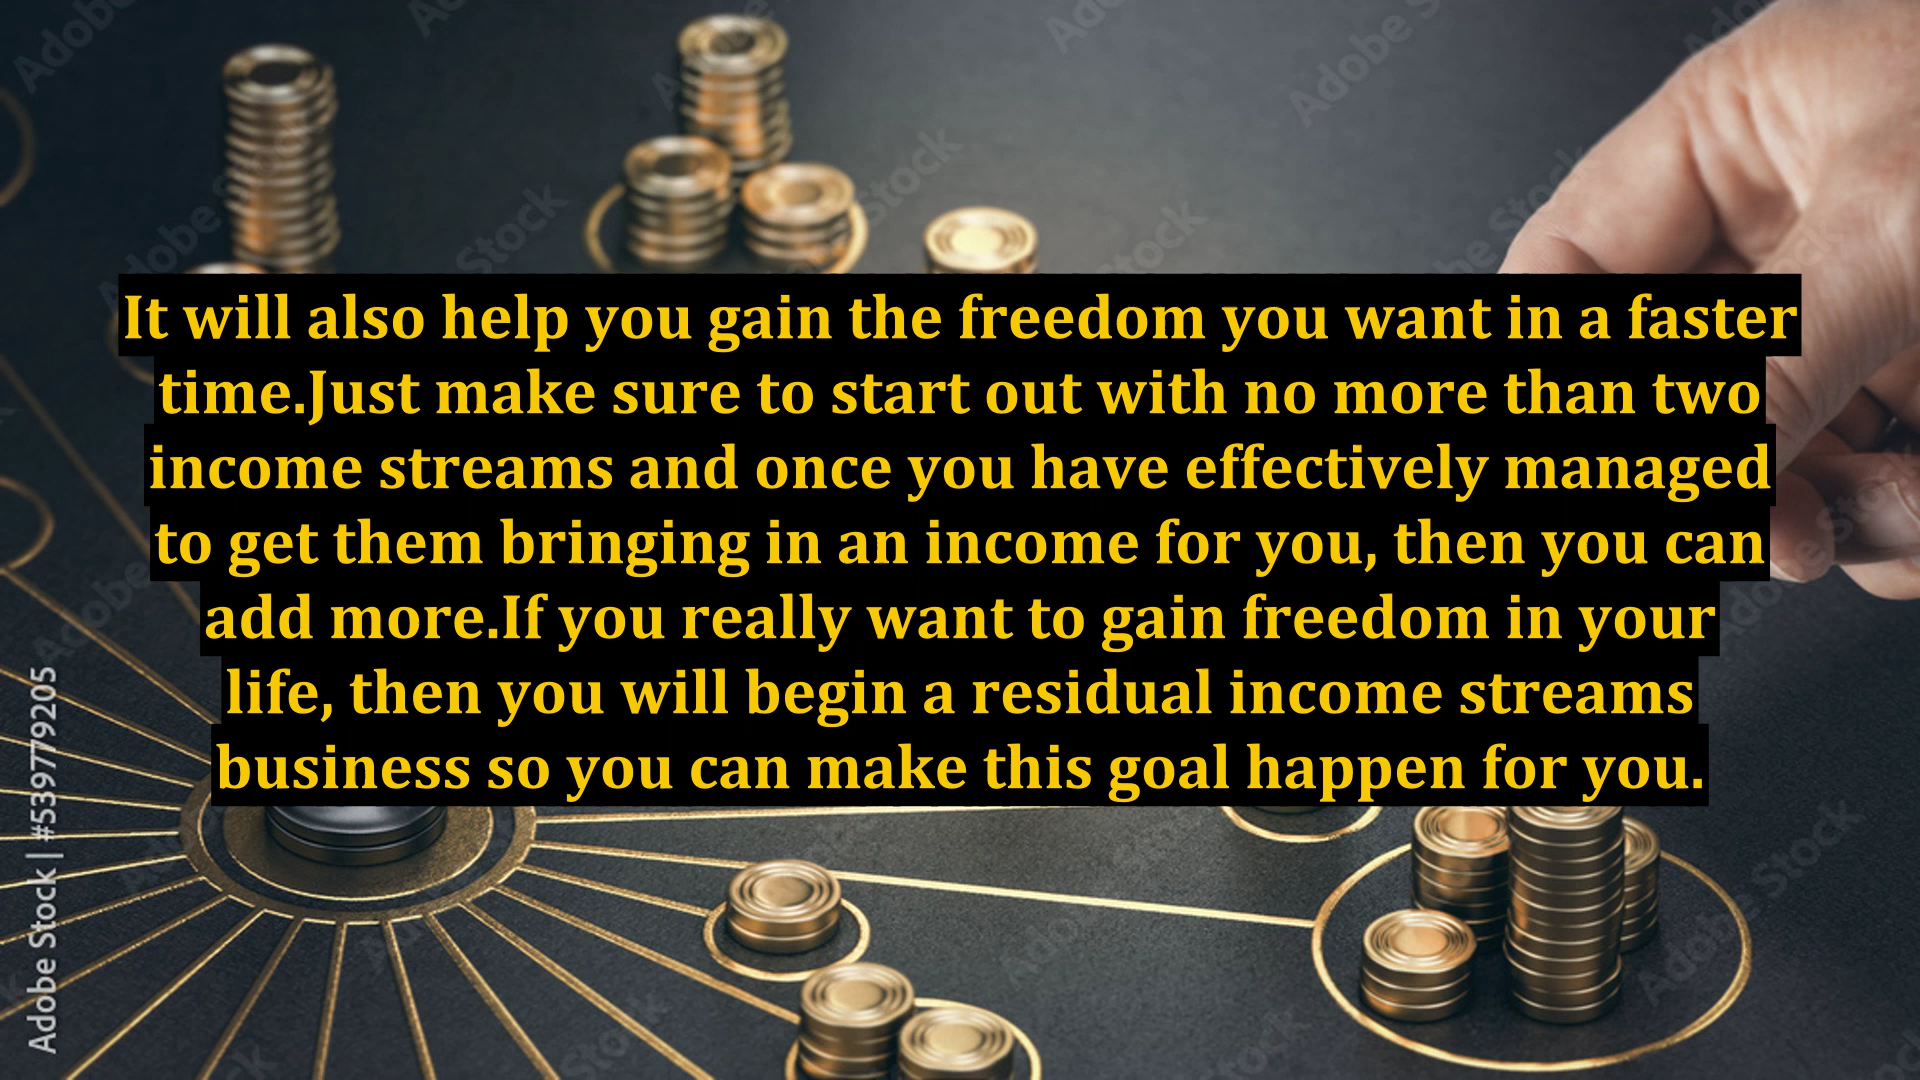 It will also help you gain the freedom you want in a faster
time.Just make sure to start out with no more than two
income streams and once you have effectively managed
to get them bringing in an income for you, then you can
add more.If you really want to gain freedom in your
life, then you will begin a residual income streams
business so you can make this goal happen for you.
Adobe Stock | #539779205